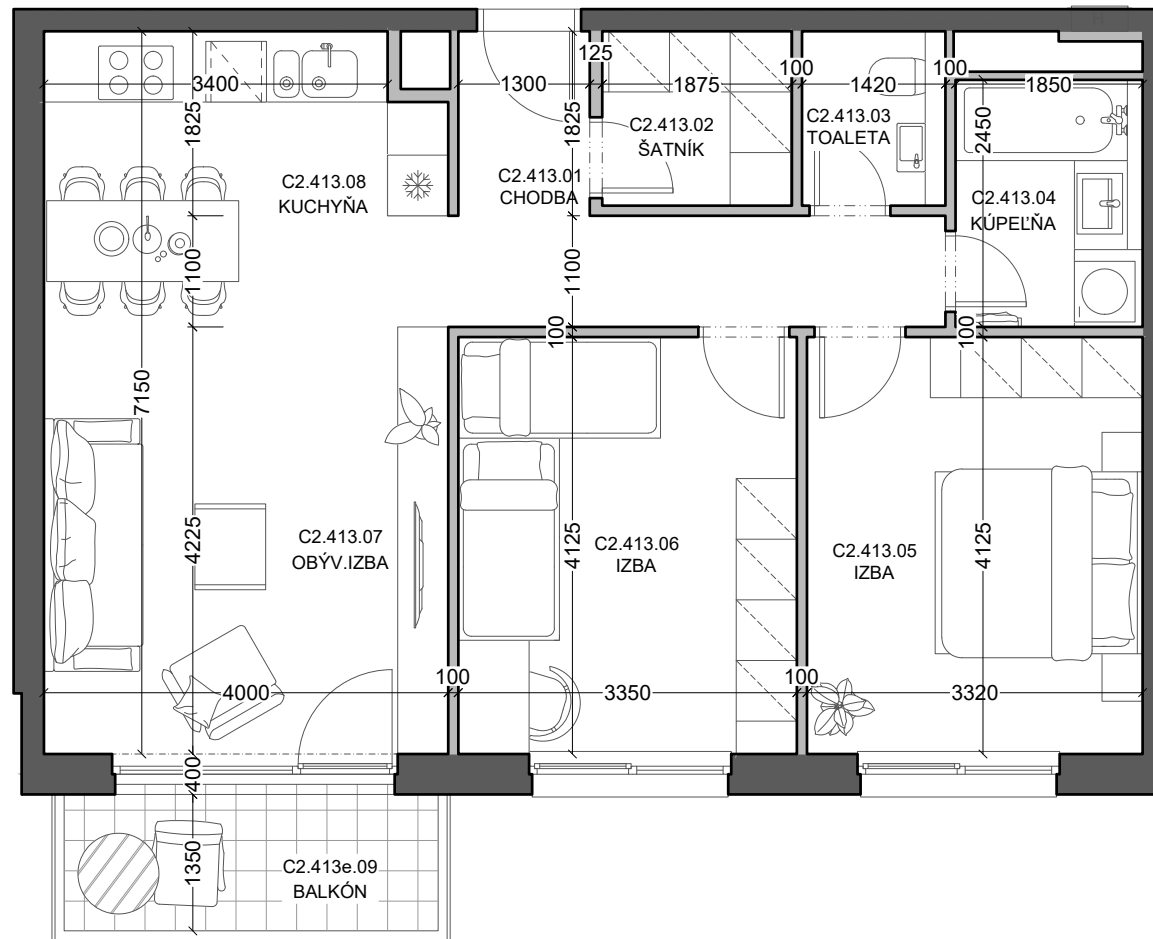 H
125
100
100
3400
1300
1875
1420
1850
1825
1825
2450
C2.413.02
ŠATNÍK
C2.413.03
TOALETA
C2.413.08
KUCHYŇA
C2.413.01
CHODBA
C2.413.04
KÚPEĽŇA
1100
1100
100
100
7150
4225
4125
4125
C2.413.07
OBÝV.IZBA
C2.413.06
IZBA
C2.413.05
IZBA
4000
100
3350
100
3320
400
1350
C2.413e.09
BALKÓN